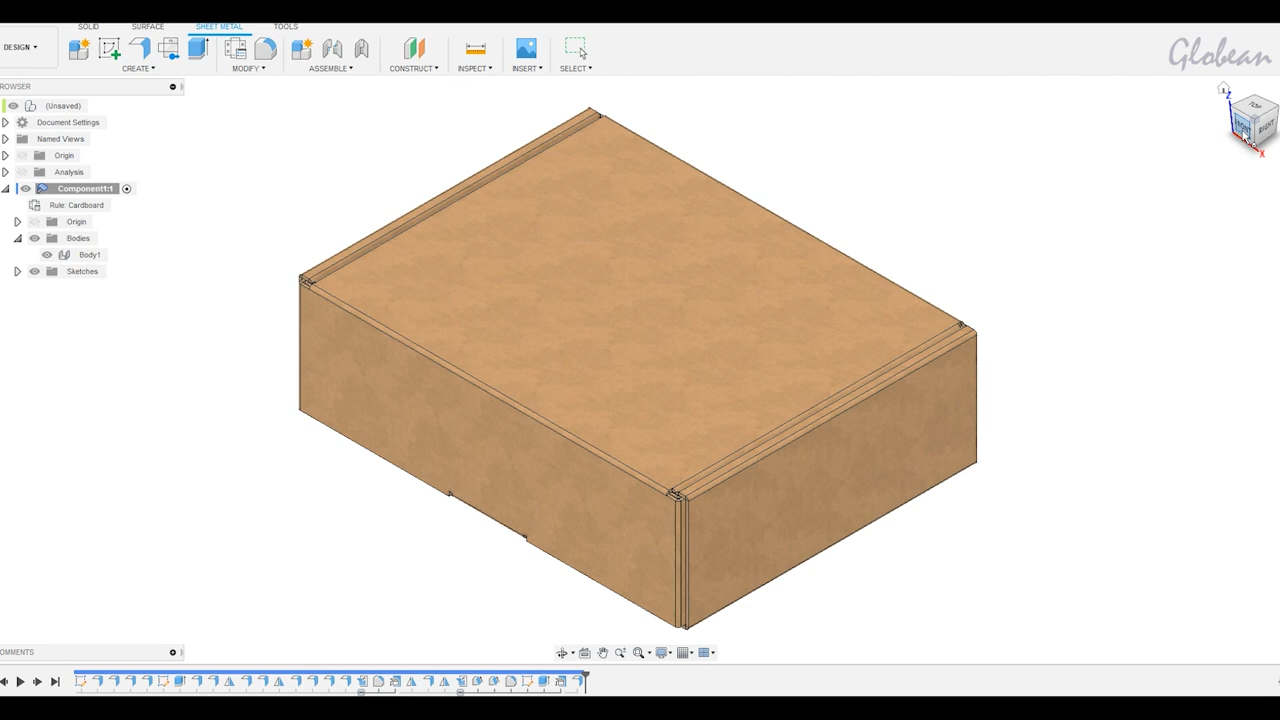 SOLID SURFACE SHEET METAL TOOLS
DESIGN
CREATE MODIFY ASSEMBLE CONSTRUCT INSPECT INSERT SELECT
Globean
ROWSER
(Unsaved)
Document Settings
Named Views
Origin
Analysis
Component1:1
Rule: Cardboard
Origin
Bodies
Body1
Sketches
Z
TOP
FRONT
RIGHT
X
OMMENTS